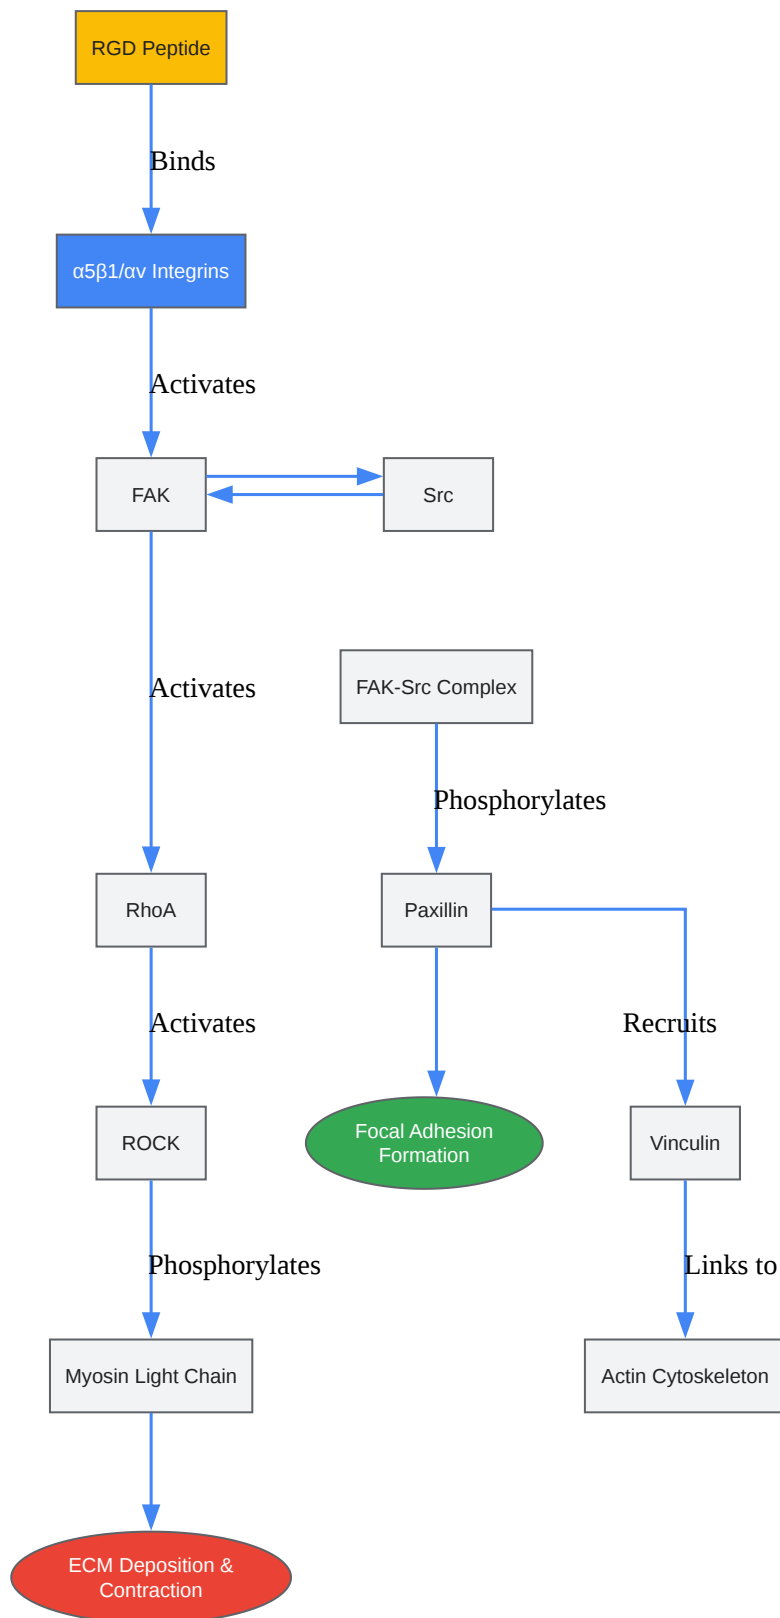 RGD Peptide
Binds
α5β1/αv Integrins
Activates
FAK
Src
Activates
FAK-Src Complex
Phosphorylates
RhoA
Paxillin
Activates
Recruits
ROCK
Focal Adhesion
Formation
Vinculin
Phosphorylates
Links to
Myosin Light Chain
Actin Cytoskeleton
ECM Deposition &
Contraction